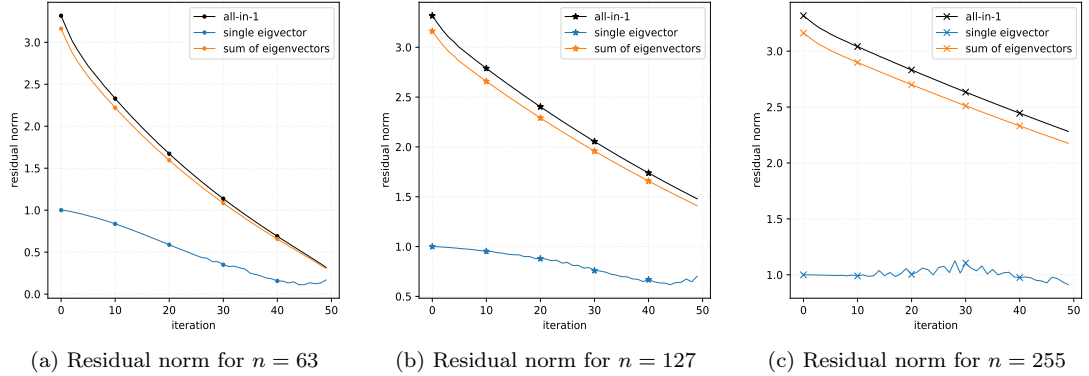 all-in-1
single eigvector
sum of eigenvectors
3.0
2.5
2.0
1.5
1.0
0.5
0.0
residual norm
0 10 20 30 40 50
iteration
(a) Residual norm for n = 63
all-in-1
single eigvector
sum of eigenvectors
3.0
2.5
2.0
1.5
1.0
0.5
residual norm
0 10 20 30 40 50
iteration
(b) Residual norm for n = 127
all-in-1
single eigvector
sum of eigenvectors
3.0
2.5
2.0
1.5
1.0
residual norm
0 10 20 30 40 50
iteration
(c) Residual norm for n = 255